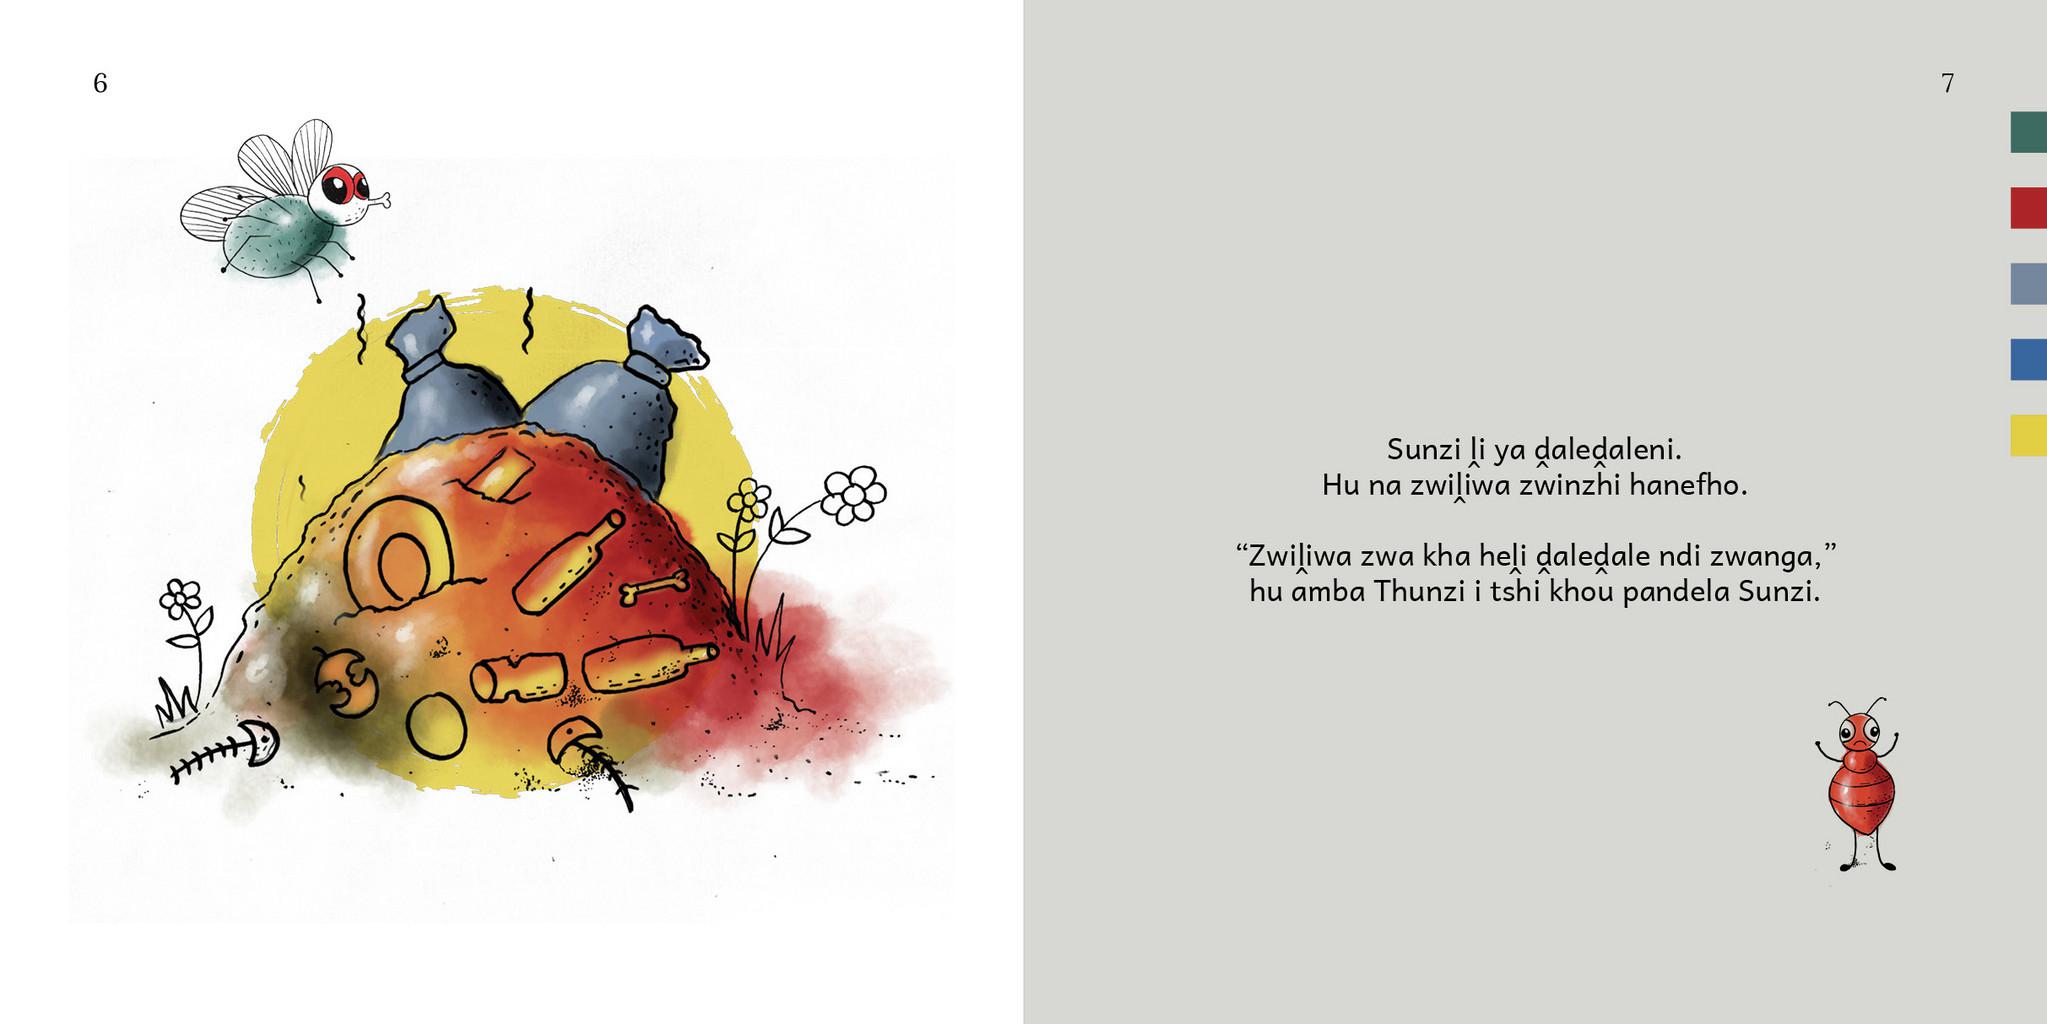 6
7
Sunzi ḽi ya ḓaleḓaleni.
Hu na zwiḽiwa zwinzhi hanefho.
“Zwiḽiwa zwa kha heḽi ḓaleḓale ndi zwanga,”
hu amba Thunzi i tshi khou pandela Sunzi.